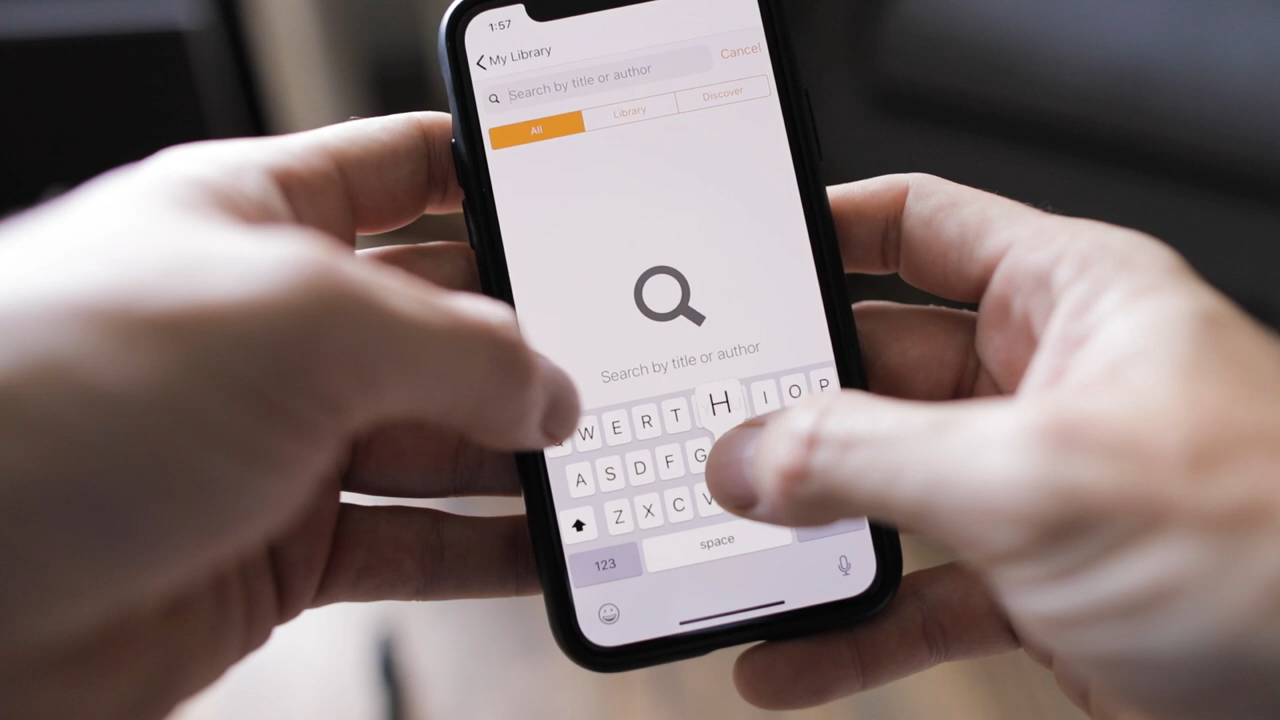 1:57
My Library
Search by title or author
Cancel
All
Library
Discover
Search by title or author
H
W E R T I O P
A S D F G
Z X C V
123
space